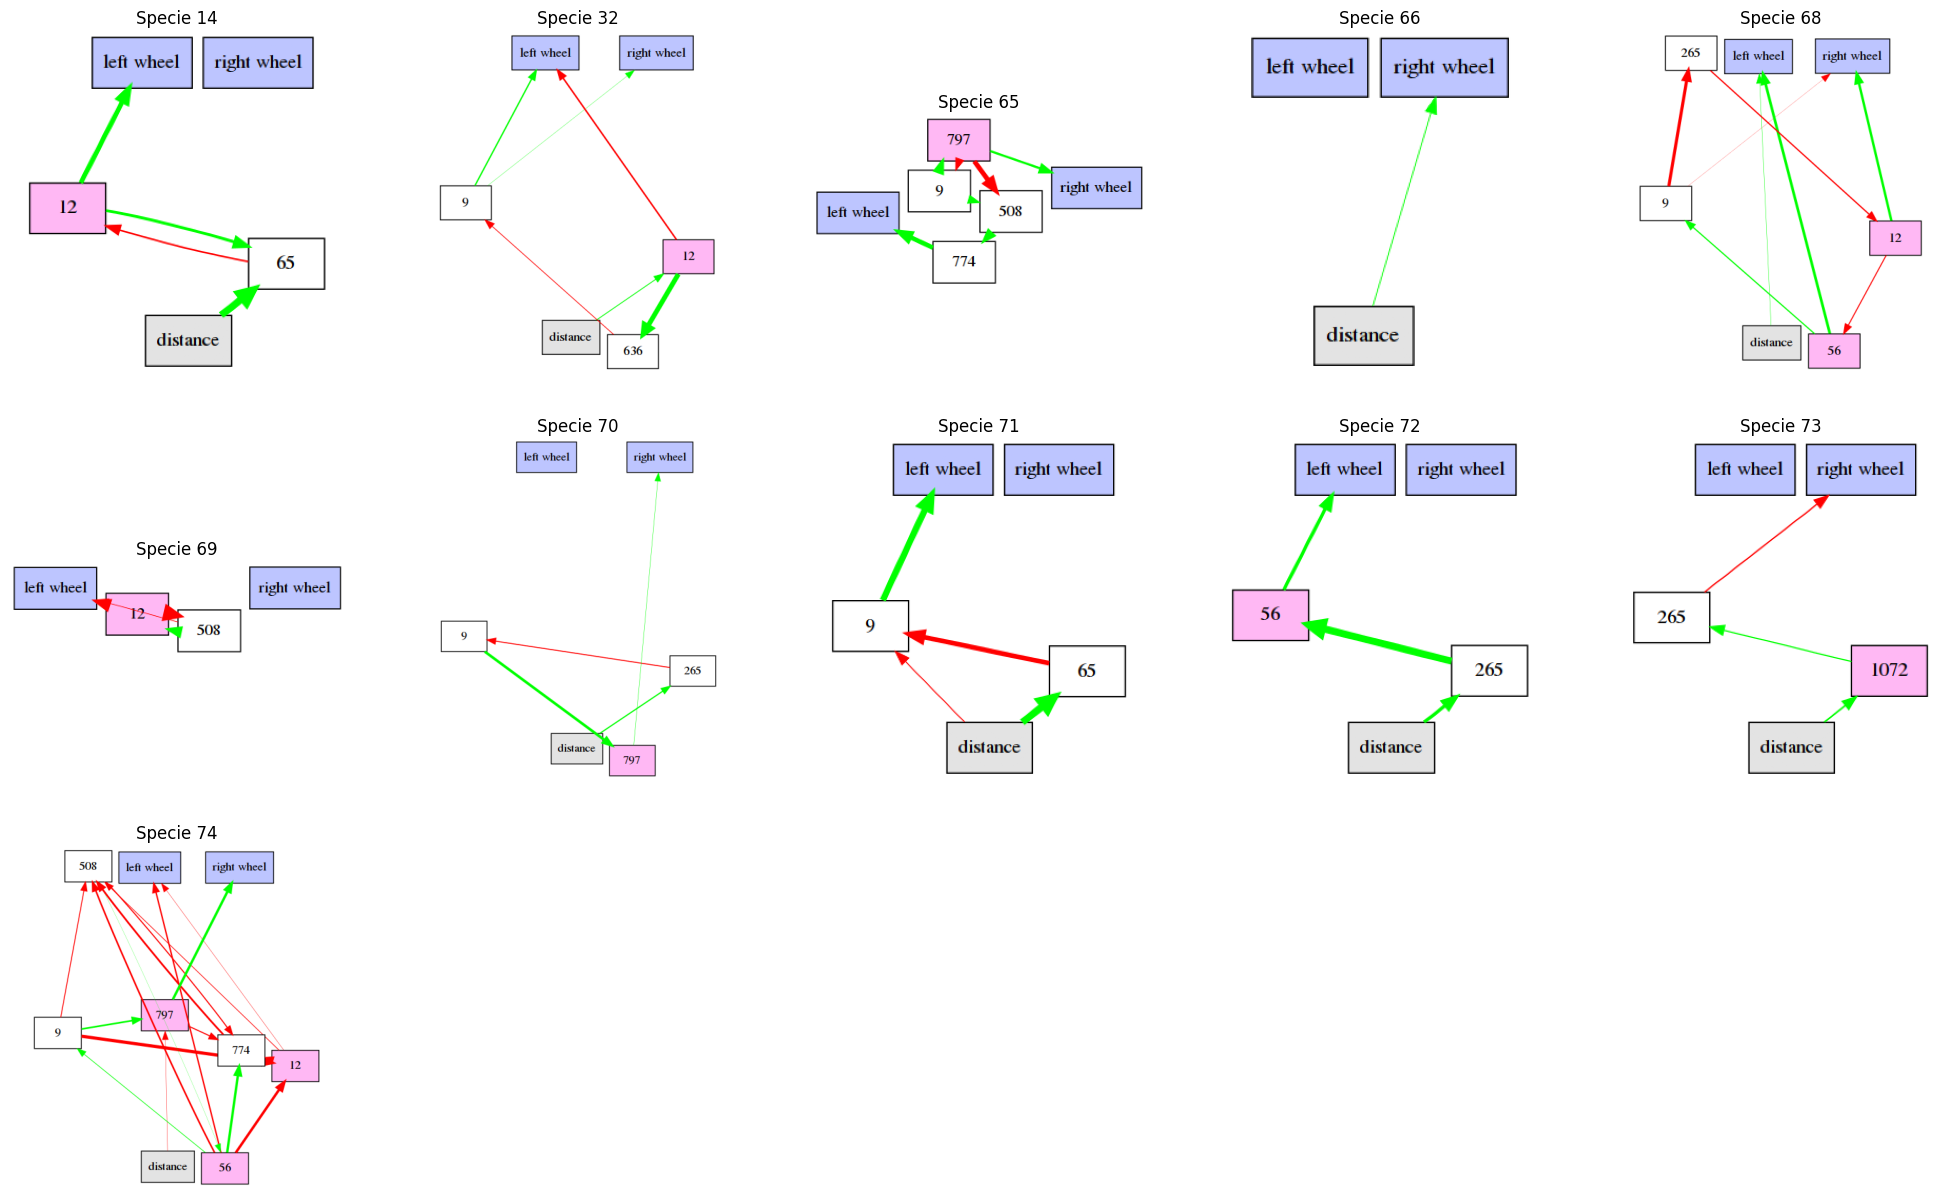 Specie 14
left wheel
right wheel
12
65
distance
Specie 32
left wheel
right wheel
9
12
distance
636
Specie 65
797
9
right wheel
left wheel
508
774
Specie 66
left wheel
right wheel
distance
Specie 68
265
left wheel
right wheel
9
12
distance
56
Specie 69
left wheel
right wheel
12
508
Specie 70
left wheel
right wheel
9
265
distance
797
Specie 71
left wheel
right wheel
9
65
distance
Specie 72
left wheel
right wheel
56
265
distance
Specie 73
left wheel
right wheel
265
1072
distance
Specie 74
508
left wheel
right wheel
797
9
774
12
distance
56